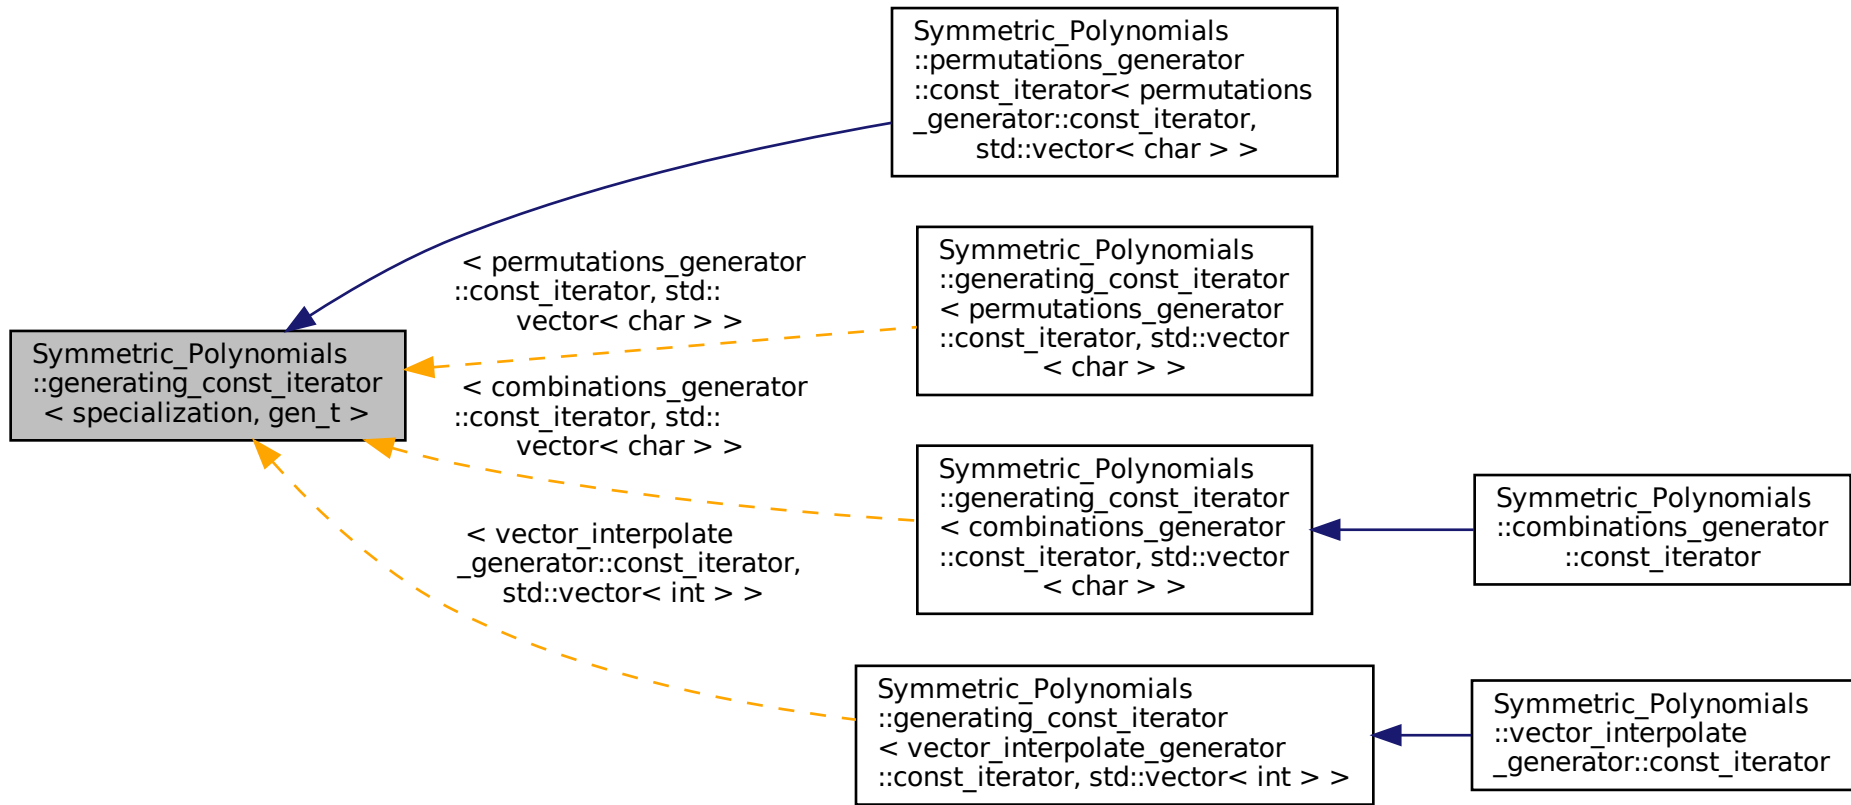 Symmetric_Polynomials
::permutations_generator
::const_iterator< permutations
_generator::const_iterator,
std::vector< char > >
< permutations_generator
::const_iterator, std::
vector< char > >
Symmetric_Polynomials
::generating_const_iterator
< permutations_generator
::const_iterator, std::vector
< char > >
Symmetric_Polynomials
::generating_const_iterator
< specialization, gen_t >
< combinations_generator
::const_iterator, std::
vector< char > >
Symmetric_Polynomials
::generating_const_iterator
< combinations_generator
::const_iterator, std::vector
< char > >
Symmetric_Polynomials
::combinations_generator
::const_iterator
< vector_interpolate
_generator::const_iterator,
std::vector< int > >
Symmetric_Polynomials
::generating_const_iterator
< vector_interpolate_generator
::const_iterator, std::vector< int > >
Symmetric_Polynomials
::vector_interpolate
_generator::const_iterator